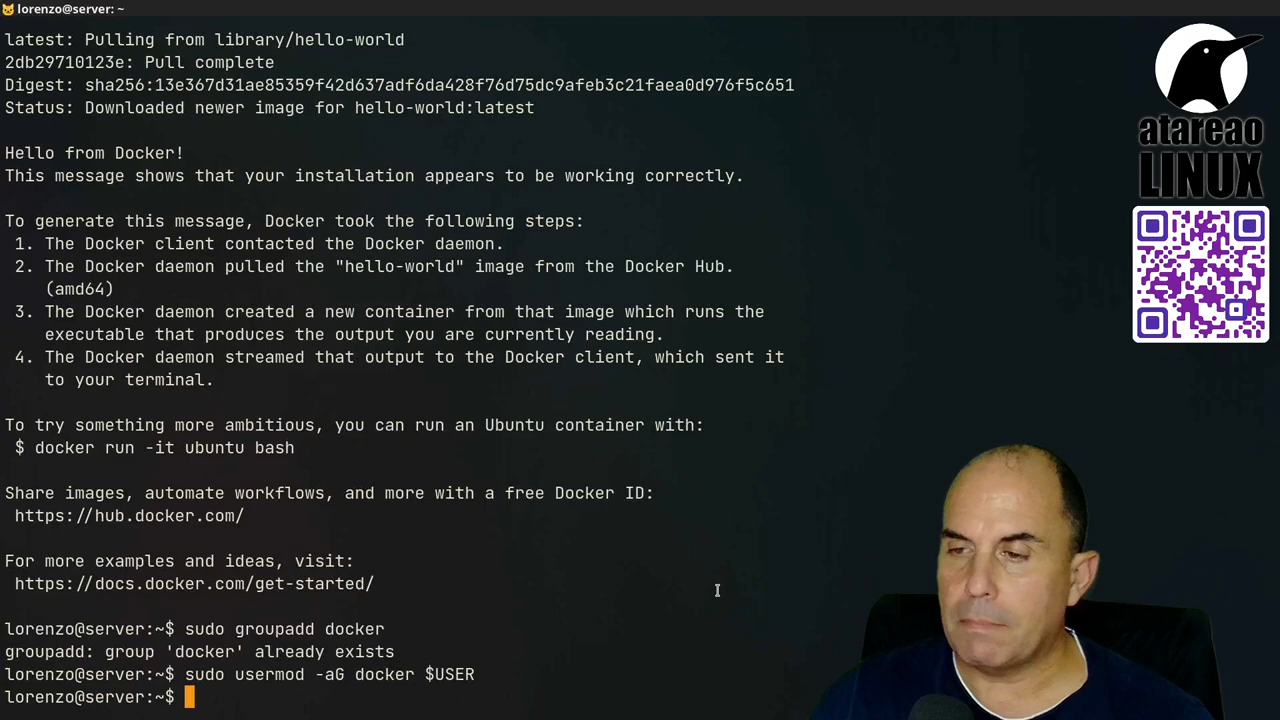 lorenzo@server: ~
latest: Pulling from library/hello-world
2db29710123e: Pull complete
Digest: sha256:13e367d31ae85359f42d637adf6da428f76d75dc9afeb3c21faea0d976f5c651
Status: Downloaded newer image for hello-world:latest
Hello from Docker!
This message shows that your installation appears to be working correctly.
To generate this message, Docker took the following steps:
1. The Docker client contacted the Docker daemon.
2. The Docker daemon pulled the "hello-world" image from the Docker Hub.
(amd64)
3. The Docker daemon created a new container from that image which runs the
executable that produces the output you are currently reading.
4. The Docker daemon streamed that output to the Docker client, which sent it
to your terminal.
To try something more ambitious, you can run an Ubuntu container with:
$ docker run -it ubuntu bash
Share images, automate workflows, and more with a free Docker ID:
https://hub.docker.com/
For more examples and ideas, visit:
https://docs.docker.com/get-started/
lorenzo@server:~$ sudo groupadd docker
groupadd: group 'docker' already exists
lorenzo@server:~$ sudo usermod -aG docker $USER
lorenzo@server:~$
atareao
LINUX